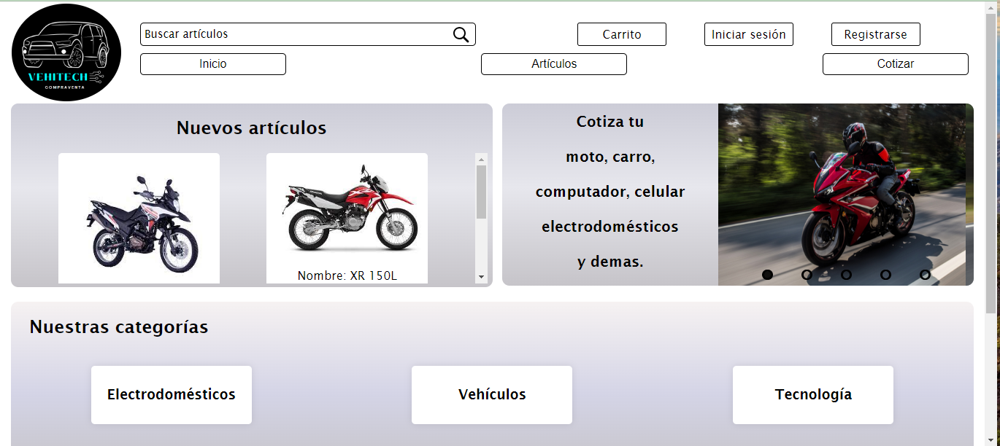 VEHITECH
COMPRAVENTA
Buscar artículos
Carrito
Iniciar sesión
Registrarse
Inicio
Artículos
Cotizar
Nuevos artículos
Nombre: XR 150L
Cotiza tu
moto, carro,
computador, celular
electrodomésticos
y demas.
Nuestras categorías
Electrodomésticos
Vehículos
Tecnología